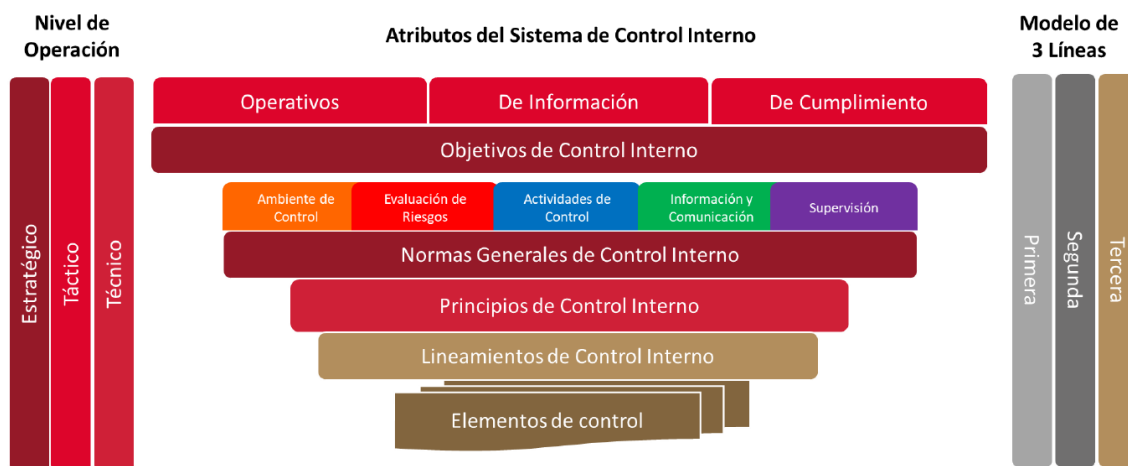 Nivel de
Operación
Atributos del Sistema de Control Interno
Modelo de
3 Líneas
Estratégico
Táctico
Técnico
Operativos
De Información
De Cumplimiento
Objetivos de Control Interno
Ambiente de
Control
Evaluación de
Riesgos
Actividades de
Control
Información y
Comunicación
Supervisión
Normas Generales de Control Interno
Principios de Control Interno
Lineamientos de Control Interno
Elementos de control
Primera
Segunda
Tercera